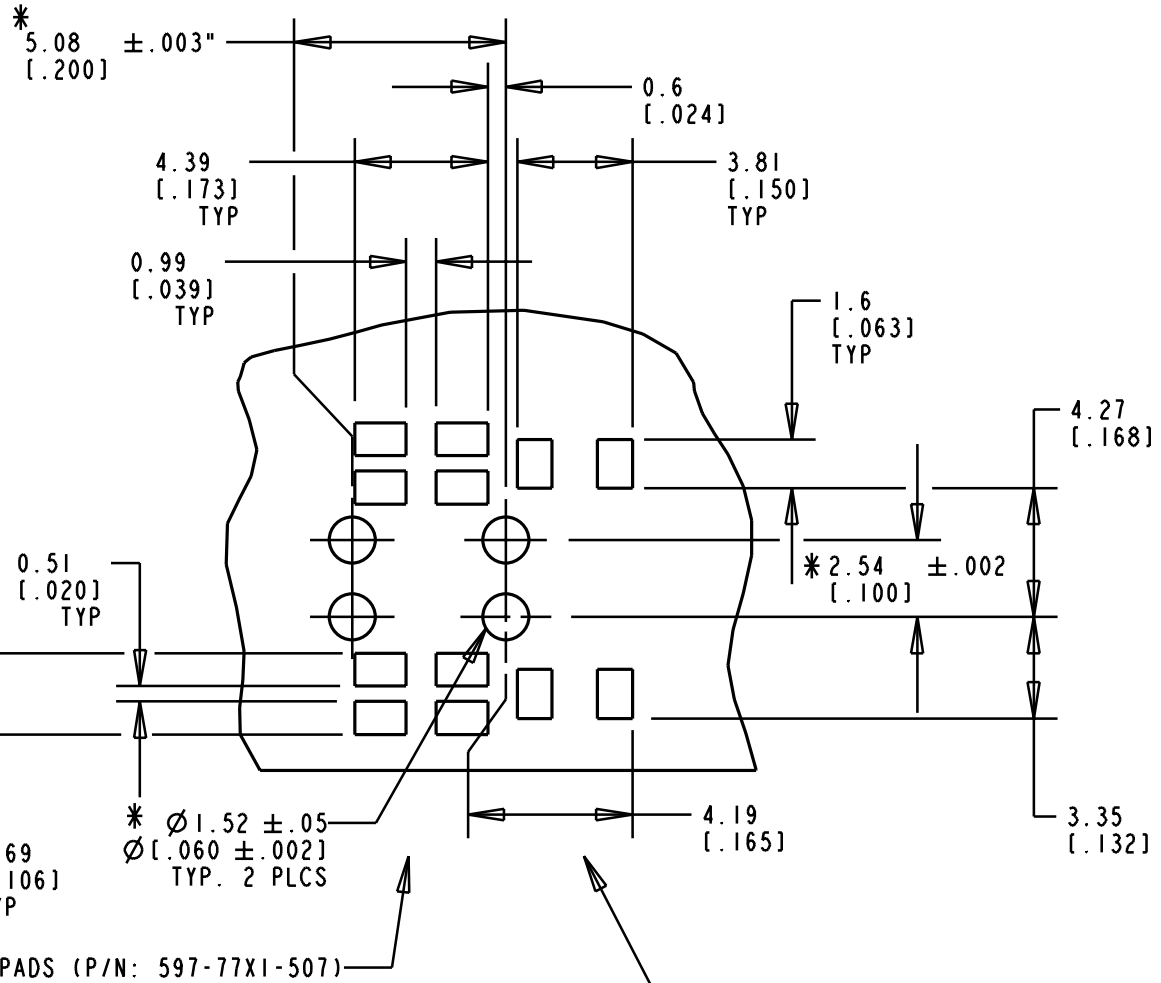 *
5.08 ±.003"
[.200]
0.6
[.024]
4.39
[.173]
TYP
3.81
[.150]
TYP
0.99
[.039]
TYP
1.6
[.063]
TYP
4.27
[.168]
0.51
[.020]
TYP
*2.54 ±.002
[.100]
* Ø1.52 ±.05
Ø[.060 ±.002]
TYP. 2 PLCS
4.19
[.165]
3.35
[.132]
69
106]
PADS (P/N: 597-77X1-507)